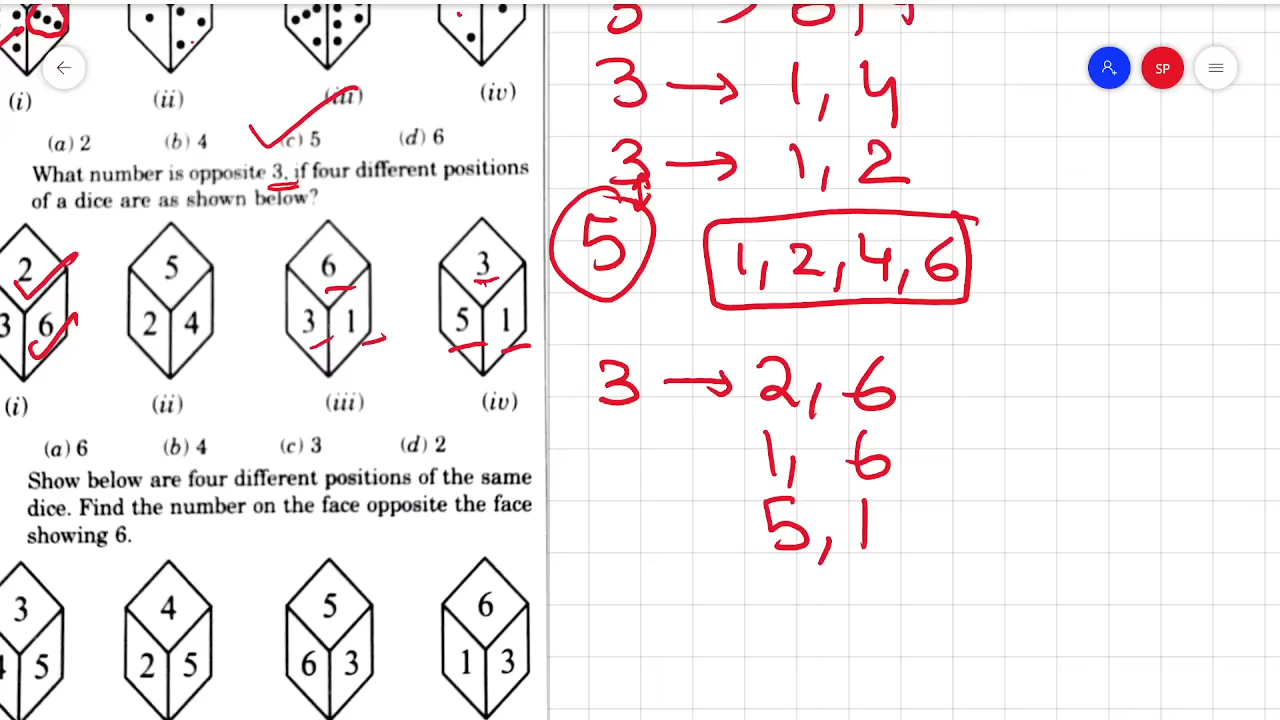 (i) (ii) (iii) (iv)
(a) 2 (b) 4 (c) 5 (d) 6
What number is opposite 3, if four different positions
of a dice are as shown below?
2 5 6 3
3 6 2 4 3 1 5 1
(i) (ii) (iii) (iv)
(a) 6 (b) 4 (c) 3 (d) 2
Show below are four different positions of the same
dice. Find the number on the face opposite the face
showing 6.
3 4 5 6
4 5 2 5 6 3 1 3
SP
3 → 1, 4
3 → 1, 2
5 1, 2, 4, 6
3 → 2, 6
1, 6
5, 1